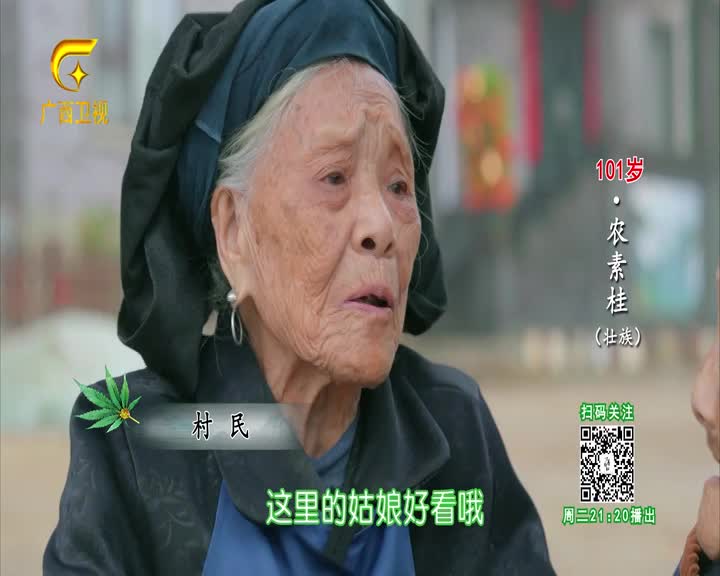 广西卫视
101岁
·农素桂
(壮族)
村民
扫码关注
周二21:20播出
这里的姑娘好看哦